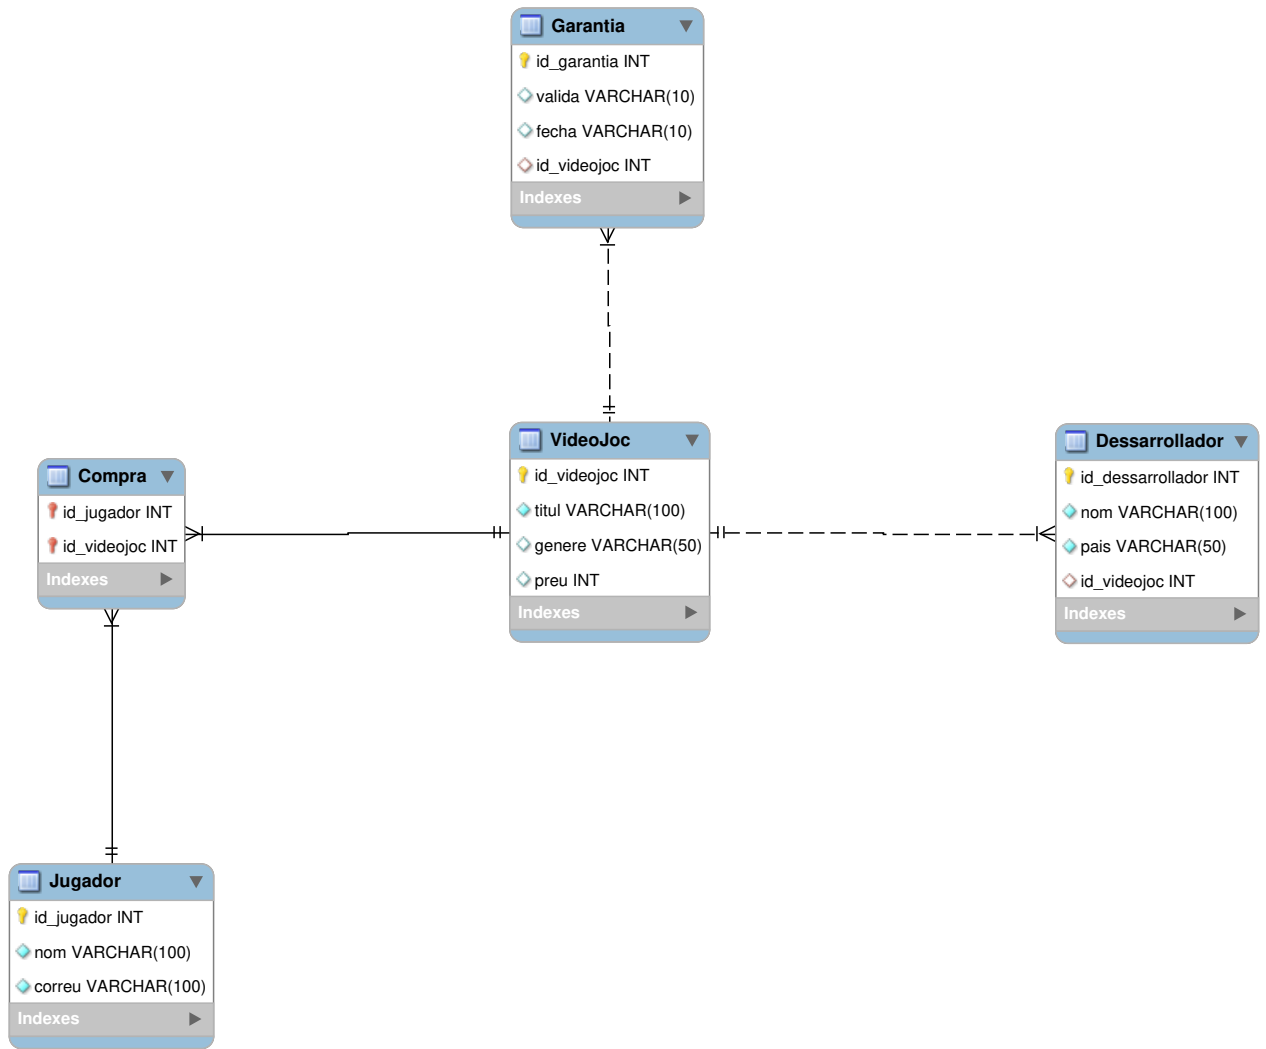 Garantia
id_garantia INT
valida VARCHAR(10)
fecha VARCHAR(10)
id_videojoc INT
Indexes
Compra
id_jugador INT
id_videojoc INT
Indexes
VideoJoc
id_videojoc INT
titul VARCHAR(100)
genere VARCHAR(50)
preu INT
Indexes
Dessarrollador
id_dessarrollador INT
nom VARCHAR(100)
pais VARCHAR(50)
id_videojoc INT
Indexes
Jugador
id_jugador INT
nom VARCHAR(100)
correu VARCHAR(100)
Indexes